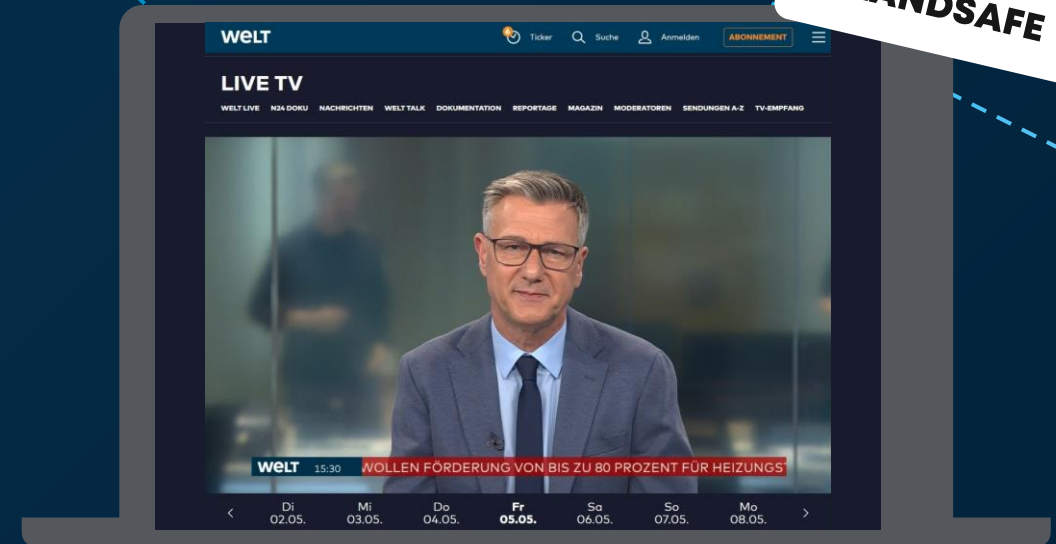 WELT
6
Ticker
Suche
Anmelden
ABONNEMENT
LIVE TV
WELT LIVE N24 DOKU NACHRICHTEN WELT TALK DOKUMENTATION REPORTAGE MAGAZIN MODERATOREN SENDUNGEN A-Z TV-EMPFANG
WELT 15:30 WOLLEN FÖRDERUNG VON BIS ZU 80 PROZENT FÜR HEIZUNGS
Di Mi Do Fr Sa So Mo
02.05. 03.05. 04.05. 05.05. 06.05. 07.05. 08.05.